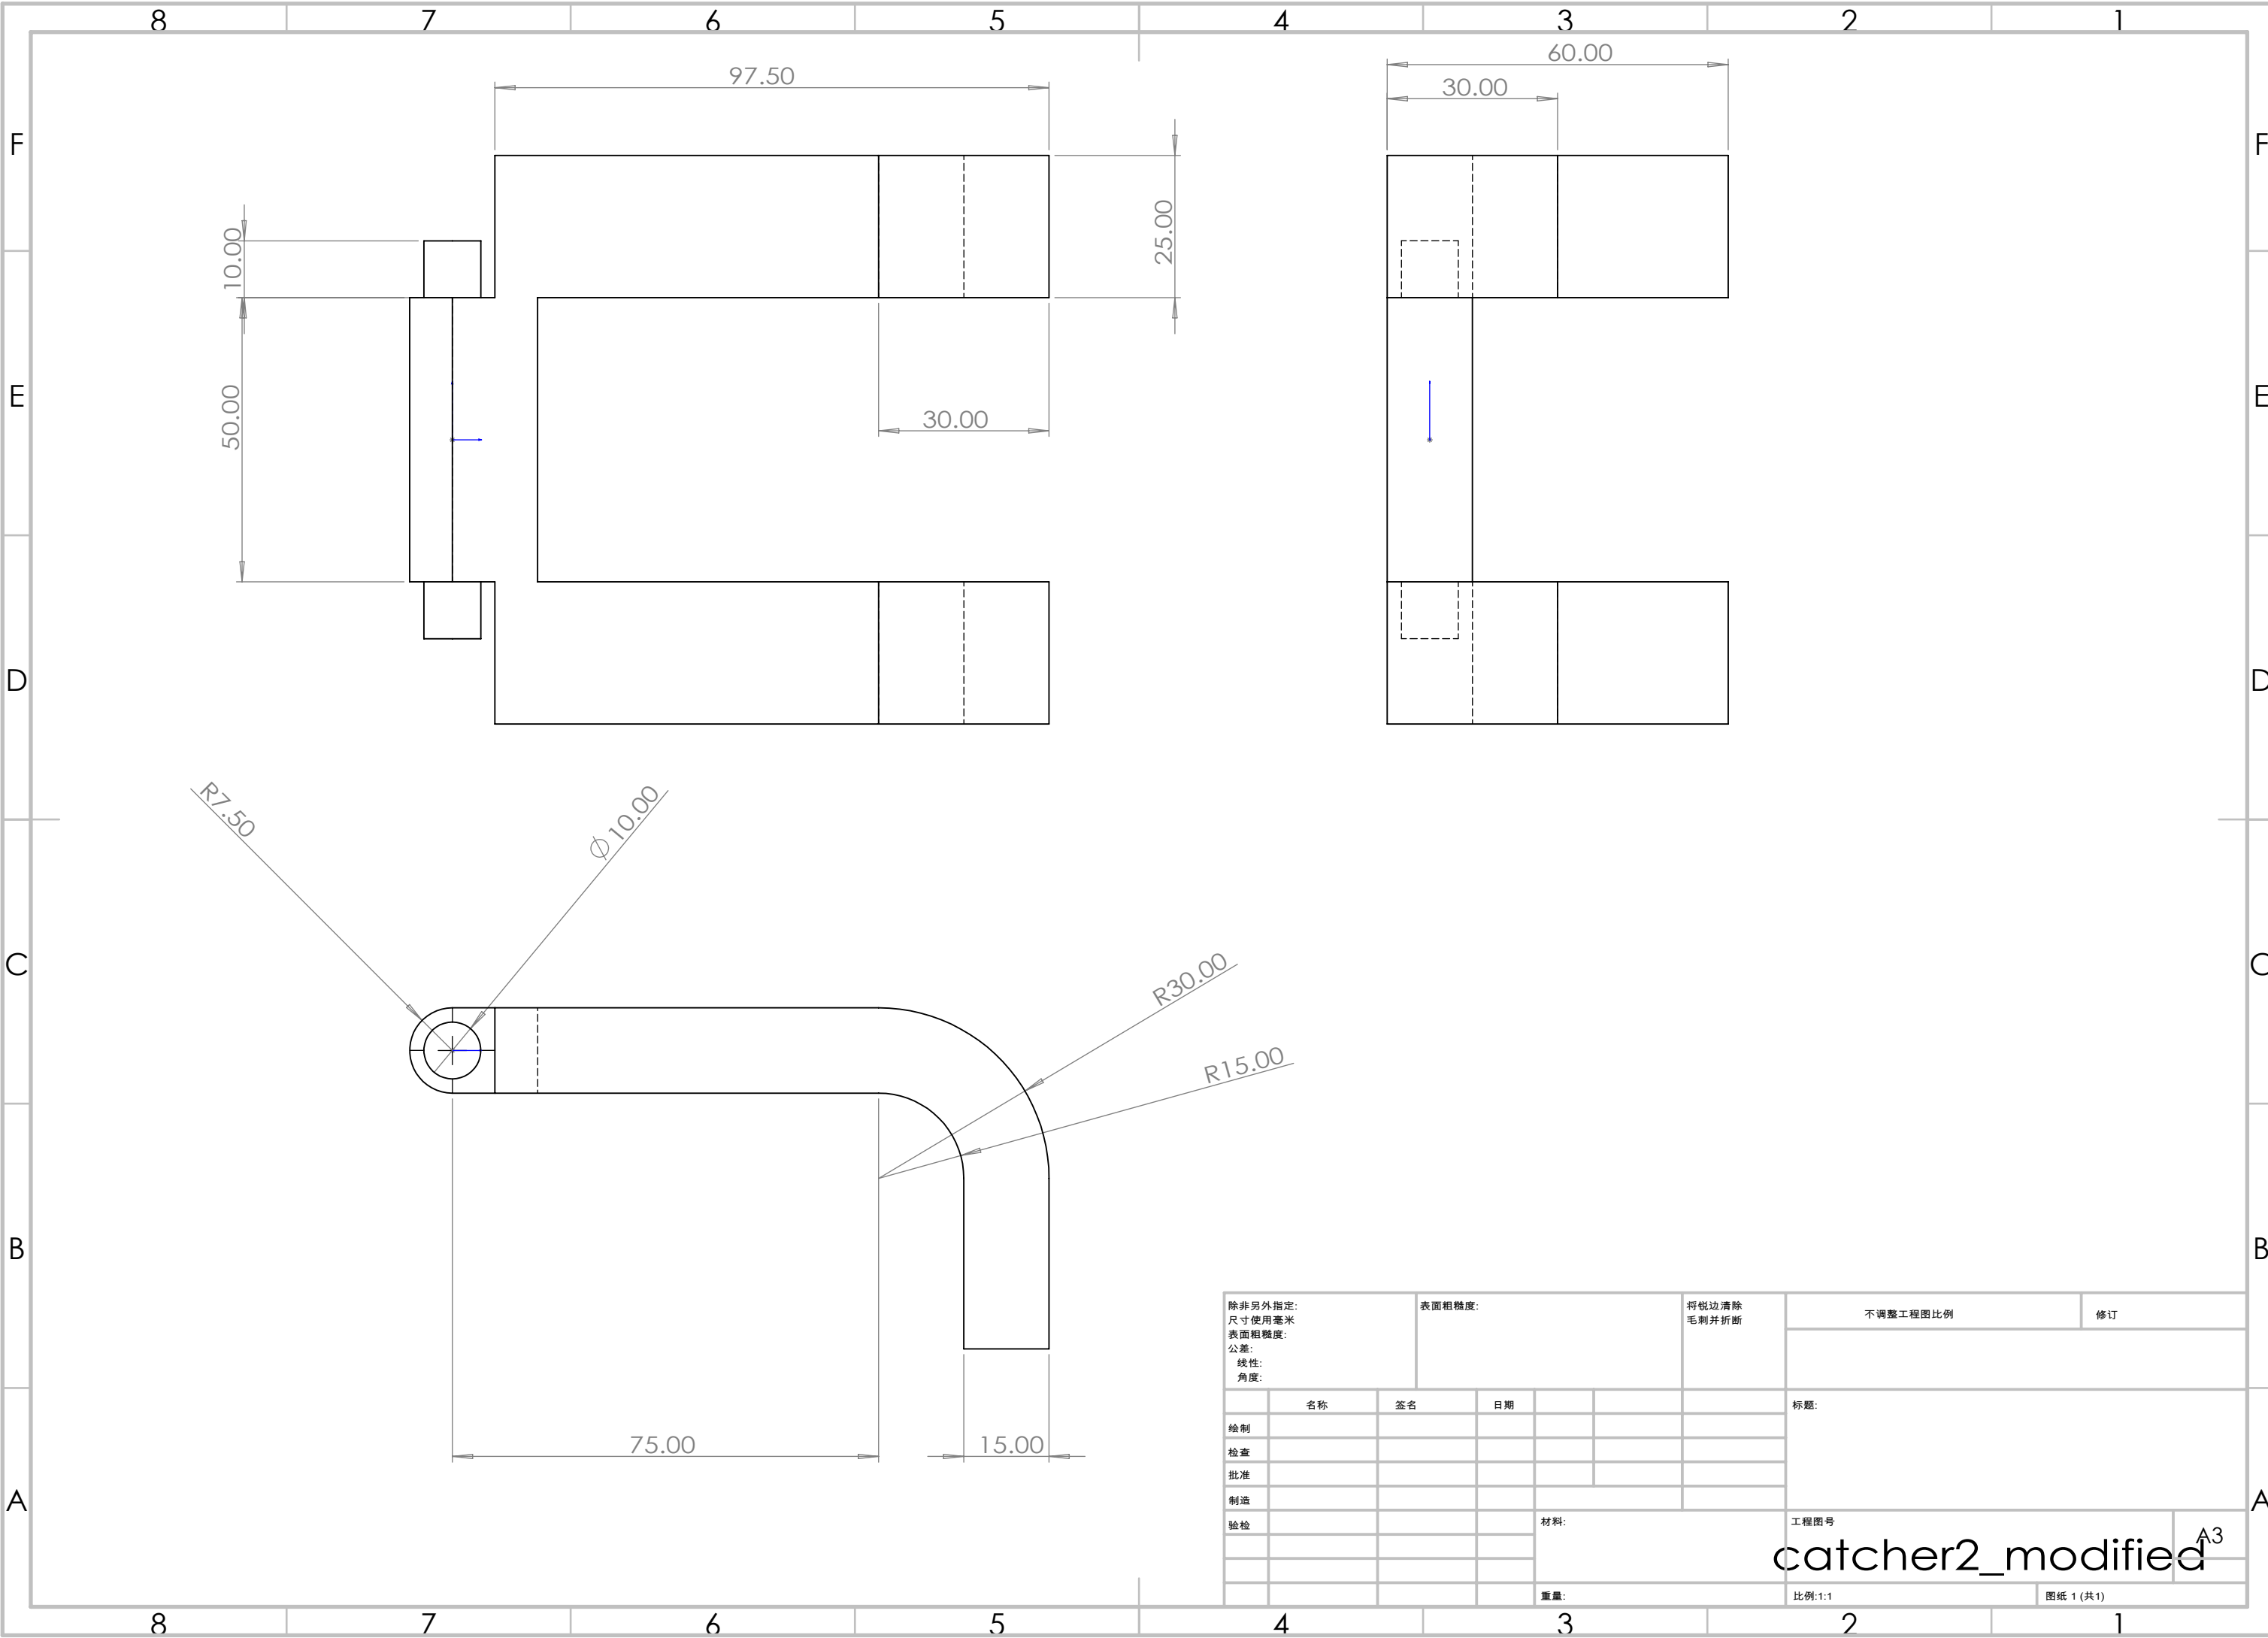 8 7 6 5 4 3 2 1
F F
E E
D D
C C
B B
A A
97.50
60.00
30.00
10.00
25.00
50.00
30.00
R7.50
⌀10.00
R30.00
R15.00
75.00
15.00
除非另外指定:
尺寸使用毫米
表面粗糙度:
公差:
线性:
角度:
表面粗糙度:
将锐边清除
毛刺并折断
不调整工程图比例
修订
名称 签名 日期
标题:
绘制
检查
批准
制造
验检
材料:
工程图号
catcher2_modified
A3
重量:
比例:1:1
图纸 1 (共1)
8 7 6 5 4 3 2 1